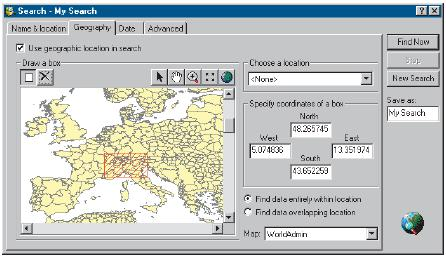 Search - My Search
Name & location Geography Date Advanced
Use geographic location in search
Find Now
Stop
New Search
Save as:
My Search
Draw a box
Choose a location
<None>
Specify coordinates of a box
North
48.265745
West East
5.074836 13.351974
South
43.652259
Find data entirely within location
Find data overlapping location
Map: WorldAdmin